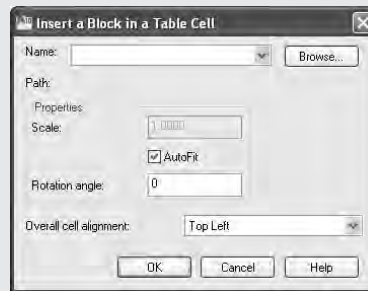 Insert a Block in a Table Cell
Name:
Browse...
Path:
Properties
Scale:
1.0000
AutoFit
Rotation angle:
0
Overall cell alignment:
Top Left
OK
Cancel
Help